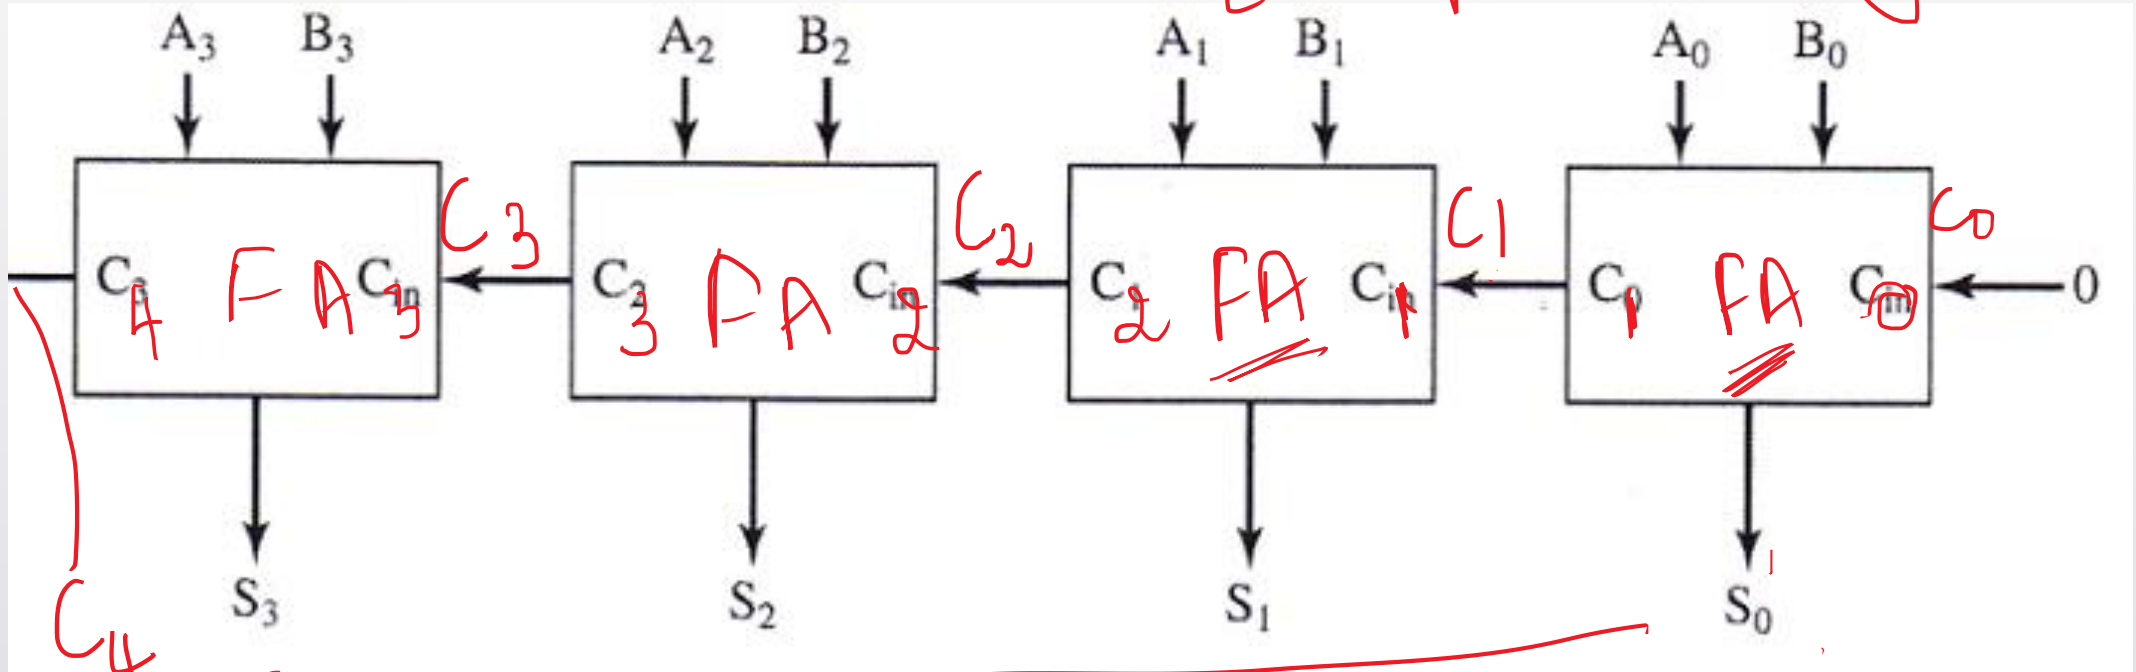 A₃ B₃ A₂ B₂ A₁ B₁ A₀ B₀
C₃ C₂ C₁ C₀
C₃ FA Cin C₂ FA Cin C₁ FA Cin C₀ FA Cin 0
4 3 3 2 2 1 1 0
S₃ S₂ S₁ S₀
C₄